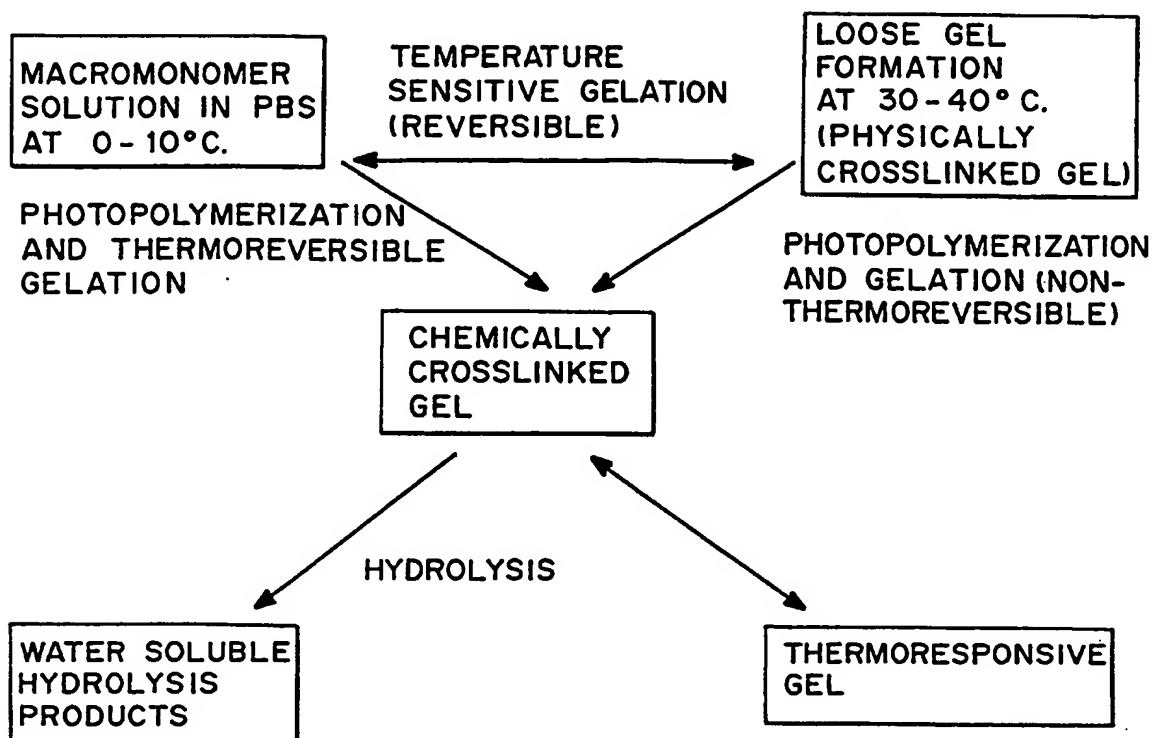 MACROMONOMER
SOLUTION IN PBS
AT 0-10°C.
TEMPERATURE
SENSITIVE GELATION
(REVERSIBLE)
LOOSE GEL
FORMATION
AT 30-40°C.
(PHYSICALLY
CROSSLINKED GEL)
PHOTOPOLYMERIZATION
AND THERMOREVERSIBLE
GELATION
PHOTOPOLYMERIZATION
AND GELATION (NON-
THERMOREVERSIBLE)
CHEMICALLY
CROSSLINKED
GEL
HYDROLYSIS
WATER SOLUBLE
HYDROLYSIS
PRODUCTS
THERMORESPONSIVE
GEL